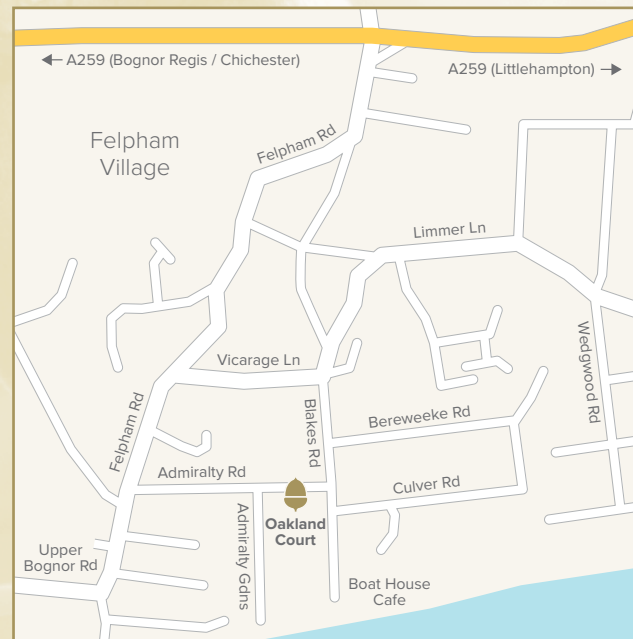 A259 (Bognor Regis / Chichester)
A259 (Littlehampton)
Felpham
Village
Felpham Rd
Limmer Ln
Vicarage Ln
Wedgwood Rd
Felpham Rd
Blakes Rd
Bereweeke Rd
Admiralty Rd
Culver Rd
Admiralty Gdns
Oakland
Court
Upper
Bognor Rd
Boat House
Cafe